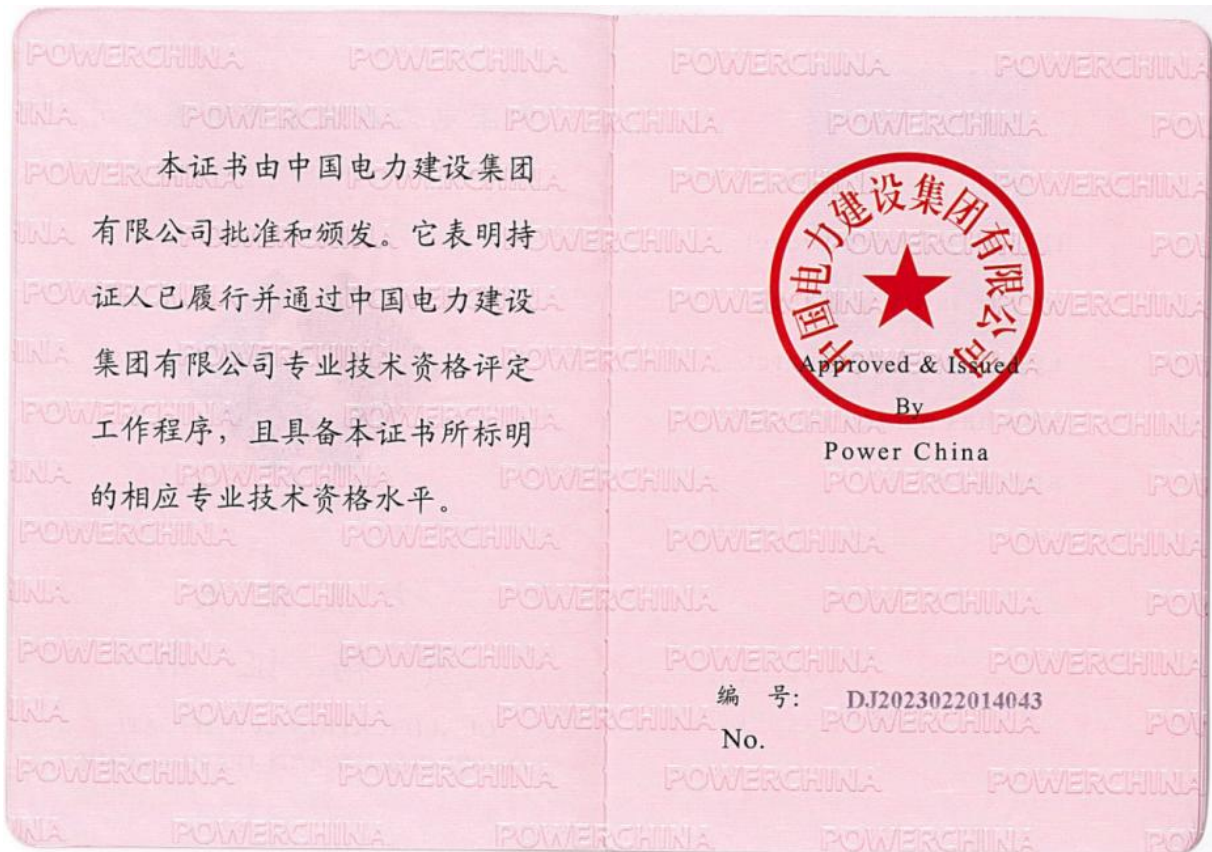 本证书由中国电力建设集团
有限公司批准和颁发。它表明持
证人已履行并通过中国电力建设
集团有限公司专业技术资格评定
工作程序，且具备本证书所标明
的相应专业技术资格水平。
中国电力建设集团有限公司
Approved & Issued
By
Power China
编 号: DJ2023022014043
No.
POWERCHINA POWERCHINA POWERCHINA POWERCHINA